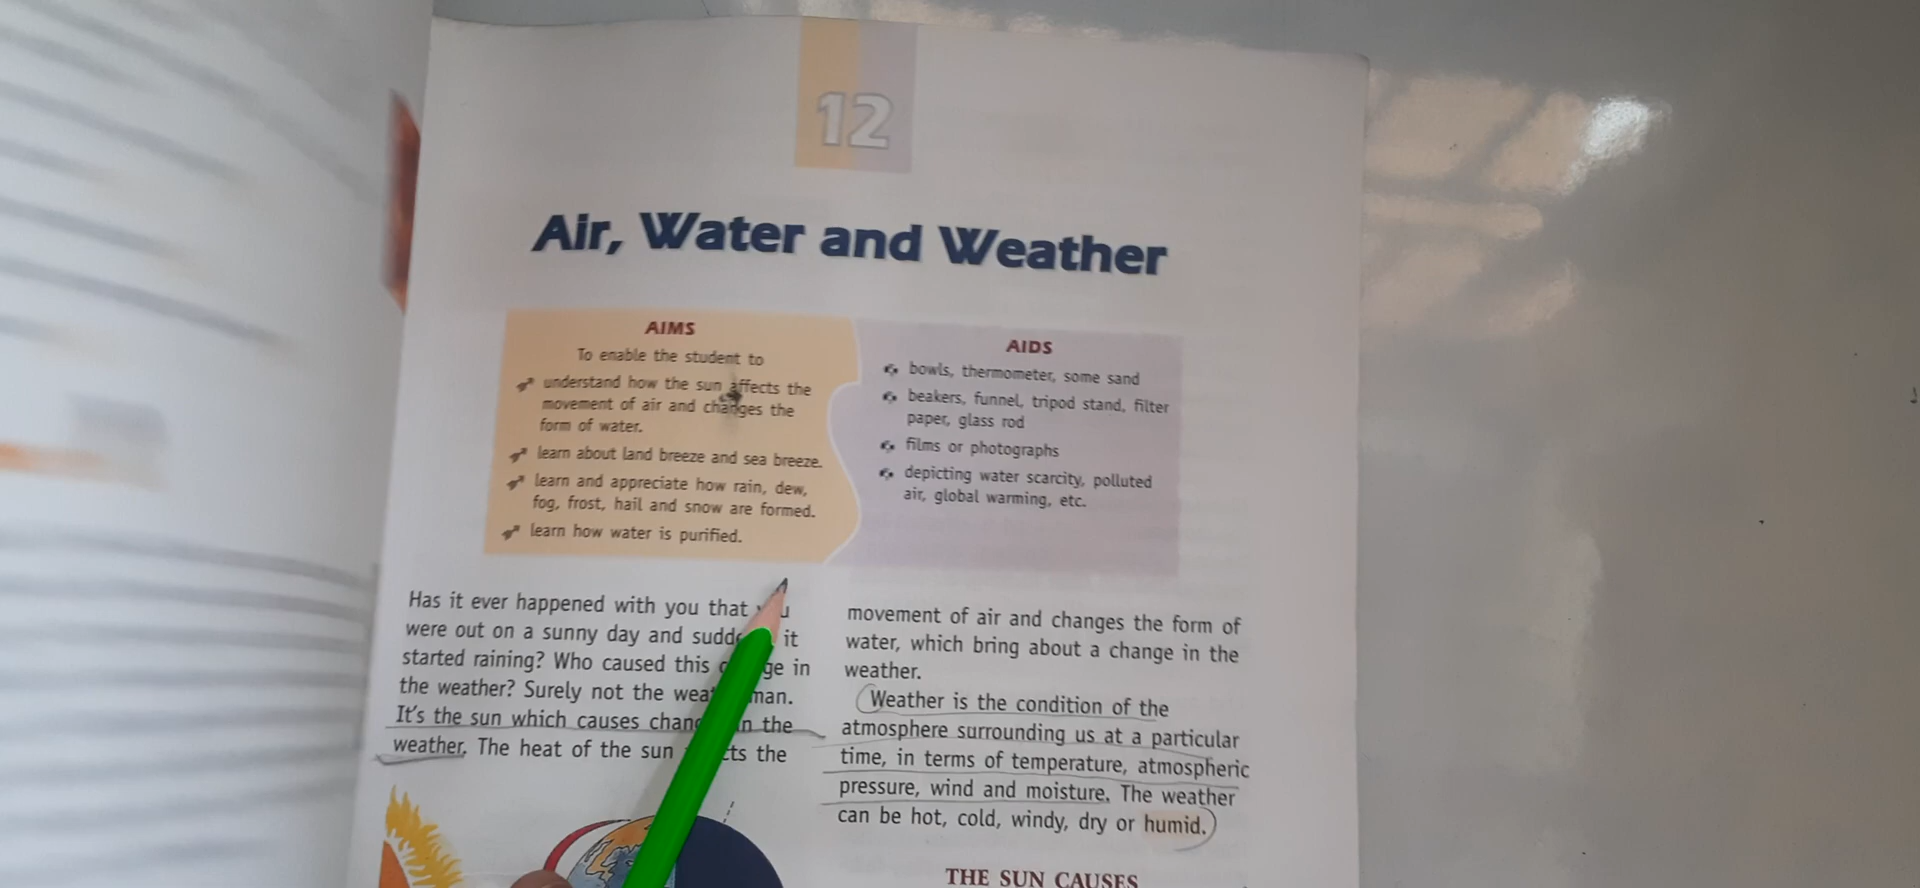 12
Air, Water and Weather
AIMS
To enable the student to
understand how the sun affects the
movement of air and changes the
form of water.
learn about land breeze and sea breeze.
learn and appreciate how rain, dew,
fog, frost, hail and snow are formed.
learn how water is purified.
AIDS
bowls, thermometer, some sand
beakers, funnel, tripod stand, filter
paper, glass rod
films or photographs
depicting water scarcity, polluted
air, global warming, etc.
Has it ever happened with you that
were out on a sunny day and it
started raining? Who caused this in
the weather? Surely not the
It's the sun which causes in the
weather. The heat of the sun the
movement of air and changes the form of
water, which bring about a change in the
weather.
Weather is the condition of the
atmosphere surrounding us at a particular
time, in terms of temperature, atmospheric
pressure, wind and moisture. The weather
can be hot, cold, windy, dry or humid.
THE SUN CAUSES